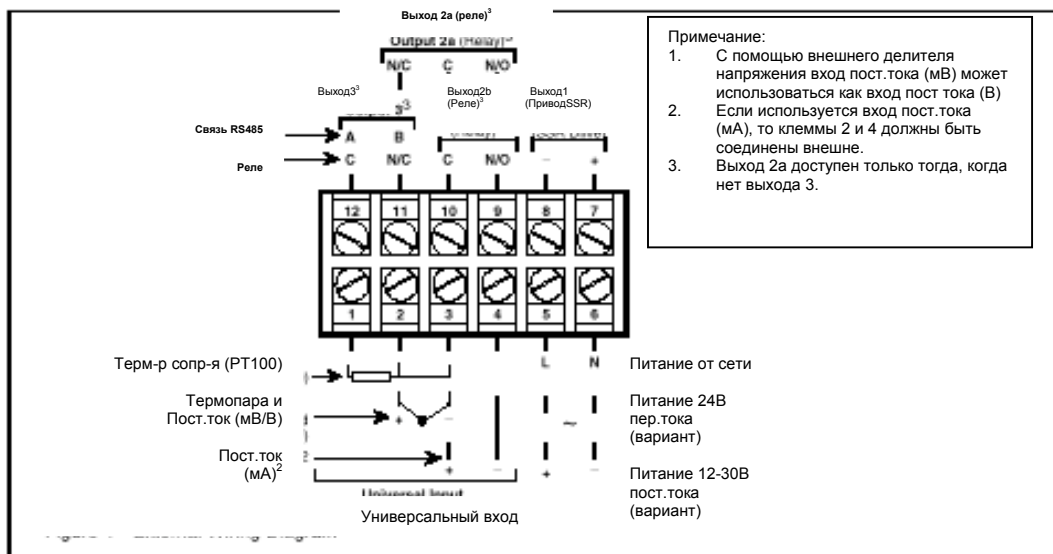 Выход 2a (реле)³
Output 2a (Relay)³
N/C C N/O
Выход3³
Выход2b
(Реле)³
Выход1
(ПриводSSR)
3³
Связь RS485
A B
Реле
C N/C C N/O – +
12 11 10 9 8 7
1 2 3 4 5 6
L N
Терм-р сопр-я (PT100)
Питание от сети
Термопара и
Пост.ток (мВ/В)
+ –
Питание 24В
пер.тока
(вариант)
~
Пост.ток
(мА)²
+ – + –
Питание 12-30В
пост.тока
(вариант)
Universal Input
Универсальный вход
Примечание:
1. С помощью внешнего делителя
напряжения вход пост.тока (мВ) может
использоваться как вход пост тока (В)
2. Если используется вход пост.тока
(мА), то клеммы 2 и 4 должны быть
соединены внешне.
3. Выход 2а доступен только тогда, когда
нет выхода 3.